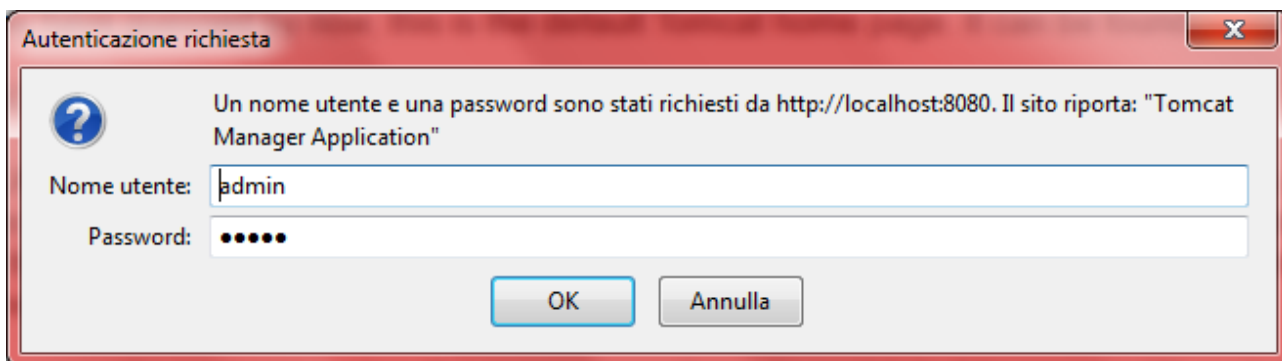 Autenticazione richiesta
Un nome utente e una password sono stati richiesti da http://localhost:8080. Il sito riporta: "Tomcat
Manager Application"
Nome utente: admin
Password: •••••
OK Annulla